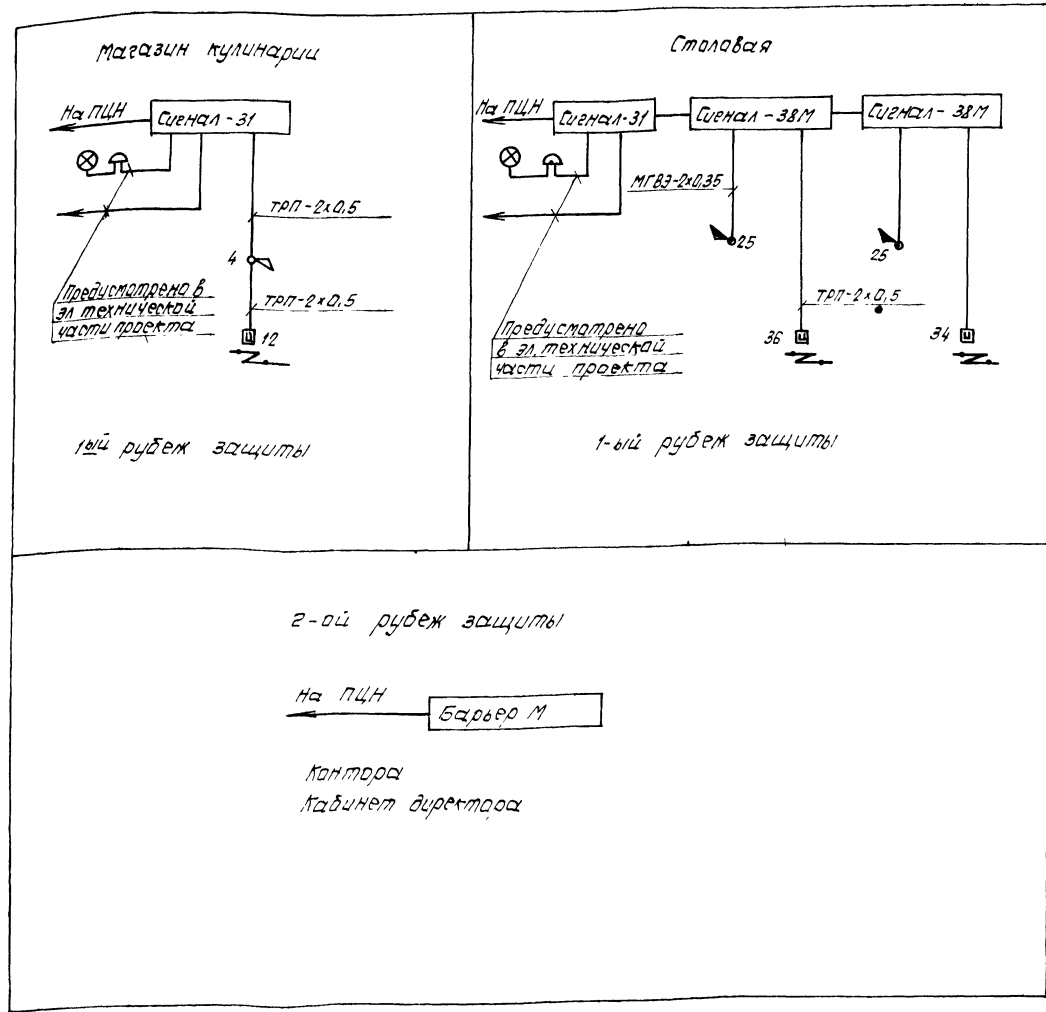 Магазин кулинарии
На ПЦН
Сигнал-31
ТРП-2х0,5
4
Предусмотрено в
эл. технической
части проекта
ТРП-2х0,5
12
1ый рубеж защиты
Столовая
На ПЦН
Сигнал-31
Сигнал-38М
Сигнал-38М
МГВЭ-2х0,35
25
25
ТРП-2х0,5
Предусмотрено
в эл. технической
части проекта
36
34
1-ый рубеж защиты
2-ой рубеж защиты
На ПЦН
Барьер М
Контора
Кабинет директора